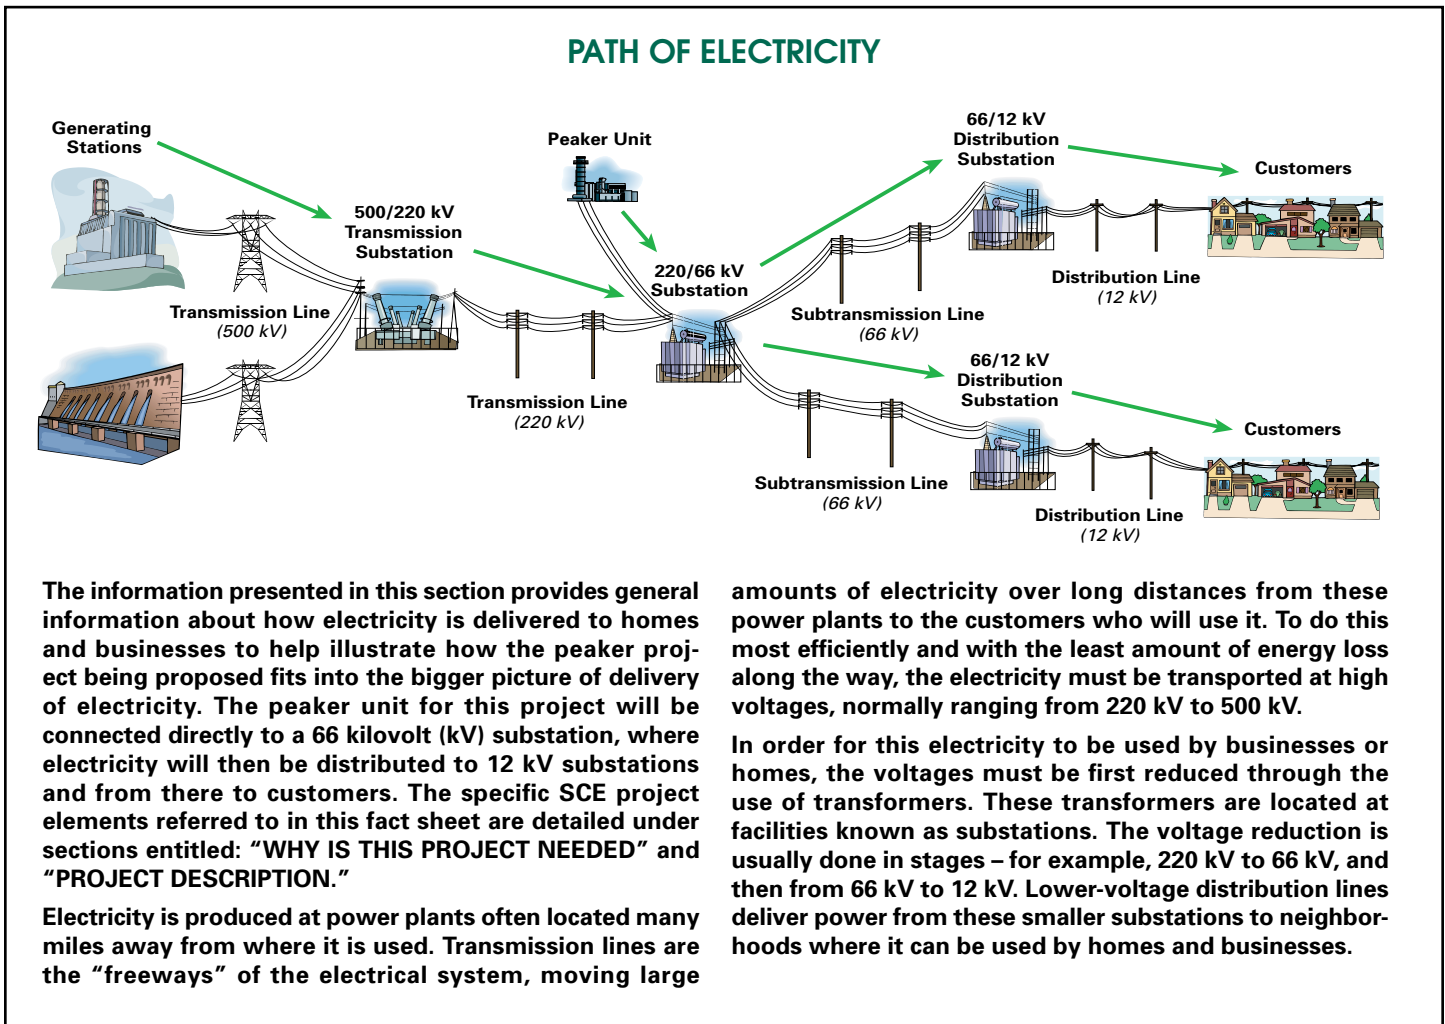 PATH OF ELECTRICITY
Generating
Stations
Transmission Line
(500 kV)
500/220 kV
Transmission
Substation
Transmission Line
(220 kV)
Peaker Unit
220/66 kV
Substation
Subtransmission Line
(66 kV)
66/12 kV
Distribution
Substation
Distribution Line
(12 kV)
Customers
Subtransmission Line
(66 kV)
66/12 kV
Distribution
Substation
Distribution Line
(12 kV)
Customers
The information presented in this section provides general
information about how electricity is delivered to homes
and businesses to help illustrate how the peaker proj-
ect being proposed fits into the bigger picture of delivery
of electricity. The peaker unit for this project will be
connected directly to a 66 kilovolt (kV) substation, where
electricity will then be distributed to 12 kV substations
and from there to customers. The specific SCE project
elements referred to in this fact sheet are detailed under
sections entitled: “WHY IS THIS PROJECT NEEDED” and
“PROJECT DESCRIPTION.”
Electricity is produced at power plants often located many
miles away from where it is used. Transmission lines are
the “freeways” of the electrical system, moving large
amounts of electricity over long distances from these
power plants to the customers who will use it. To do this
most efficiently and with the least amount of energy loss
along the way, the electricity must be transported at high
voltages, normally ranging from 220 kV to 500 kV.
In order for this electricity to be used by businesses or
homes, the voltages must be first reduced through the
use of transformers. These transformers are located at
facilities known as substations. The voltage reduction is
usually done in stages – for example, 220 kV to 66 kV, and
then from 66 kV to 12 kV. Lower-voltage distribution lines
deliver power from these smaller substations to neighbor-
hoods where it can be used by homes and businesses.